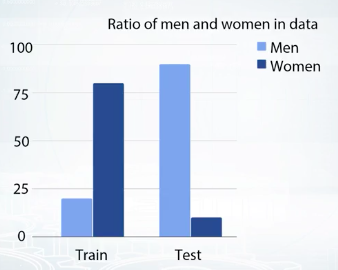 Ratio of men and women in data
Men
Women
100
75
50
25
0
Train
Test